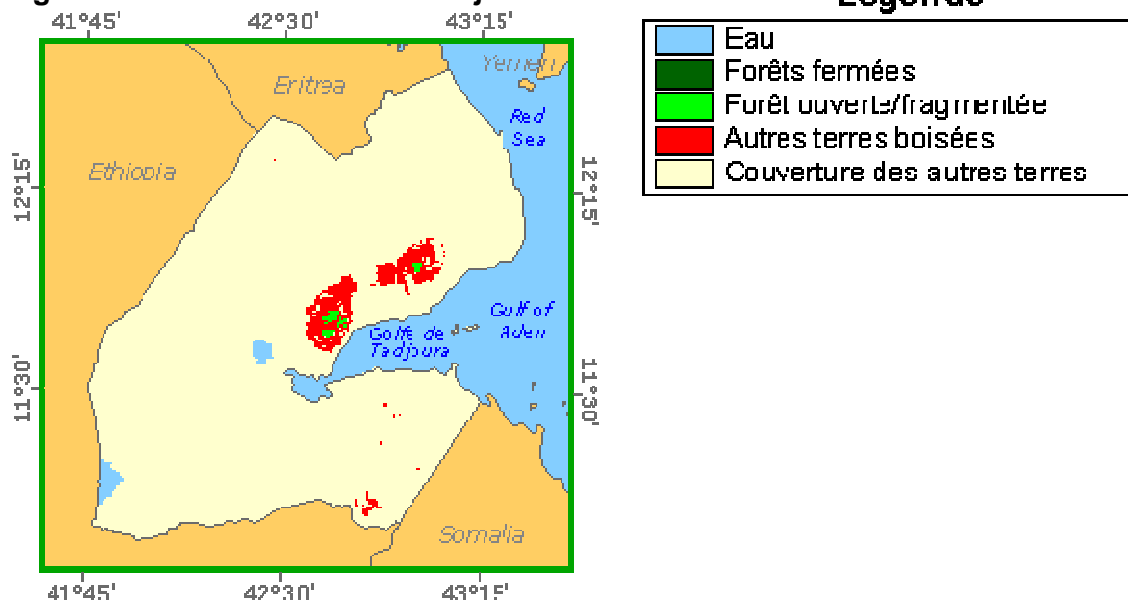 Légende
41°45' 42°30' 43°15'
Eau
Yemen
Forêts fermées
Eritrea
Forêt ouverte/fragmentée
Red
Sea
Autres terres boisées
Ethiopia
Couverture des autres terres
12°15'
12°15'
Gulf of
Aden
Golfe de
Tadjoura
11°30'
11°30'
Somalia
41°45' 42°30' 43°15'